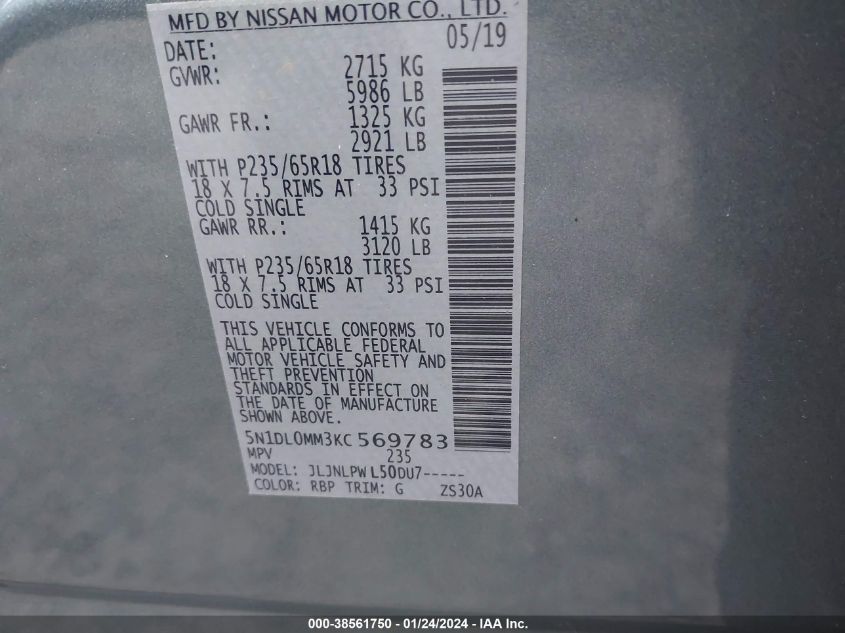 MFD BY NISSAN MOTOR CO., LTD.
DATE: 05/19
GVWR: 2715 KG
5986 LB
GAWR FR.: 1325 KG
2921 LB
WITH P235/65R18 TIRES
18 X 7.5 RIMS AT 33 PSI
COLD SINGLE
GAWR RR.: 1415 KG
3120 LB
WITH P235/65R18 TIRES
18 X 7.5 RIMS AT 33 PSI
COLD SINGLE
THIS VEHICLE CONFORMS TO
ALL APPLICABLE FEDERAL
MOTOR VEHICLE SAFETY AND
THEFT PREVENTION
STANDARDS IN EFFECT ON
THE DATE OF MANUFACTURE
SHOWN ABOVE.
5N1DL0MM3KC 569783
MPV 235
MODEL: JLJNLPW L50DU7-----
COLOR: RBP TRIM: G ZS30A
000-38561750 - 01/24/2024 - IAA Inc.